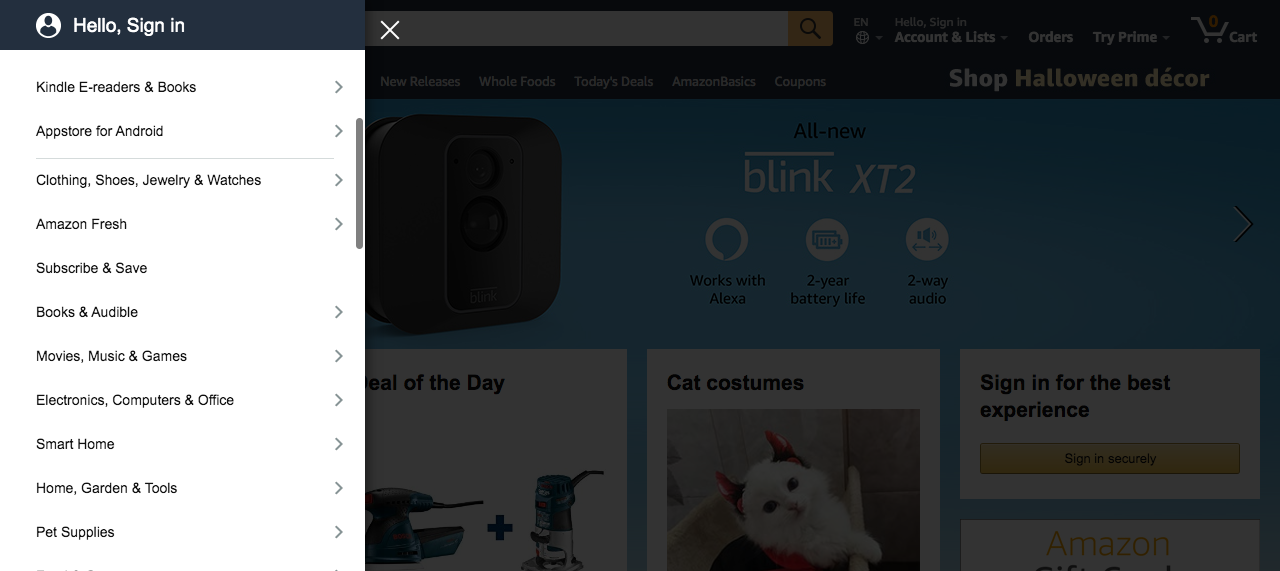 Hello, Sign in
Kindle E-readers & Books
Appstore for Android
Clothing, Shoes, Jewelry & Watches
Amazon Fresh
Subscribe & Save
Books & Audible
Movies, Music & Games
Electronics, Computers & Office
Smart Home
Home, Garden & Tools
Pet Supplies
EN
Hello, Sign in
Account & Lists
Orders
Try Prime
0
Cart
New Releases
Whole Foods
Today's Deals
AmazonBasics
Coupons
Shop Halloween décor
All-new
blink XT2
blink
Works with
Alexa
2-year
battery life
2-way
audio
Deal of the Day
Cat costumes
Sign in for the best
experience
Sign in securely
Amazon
Gift Card